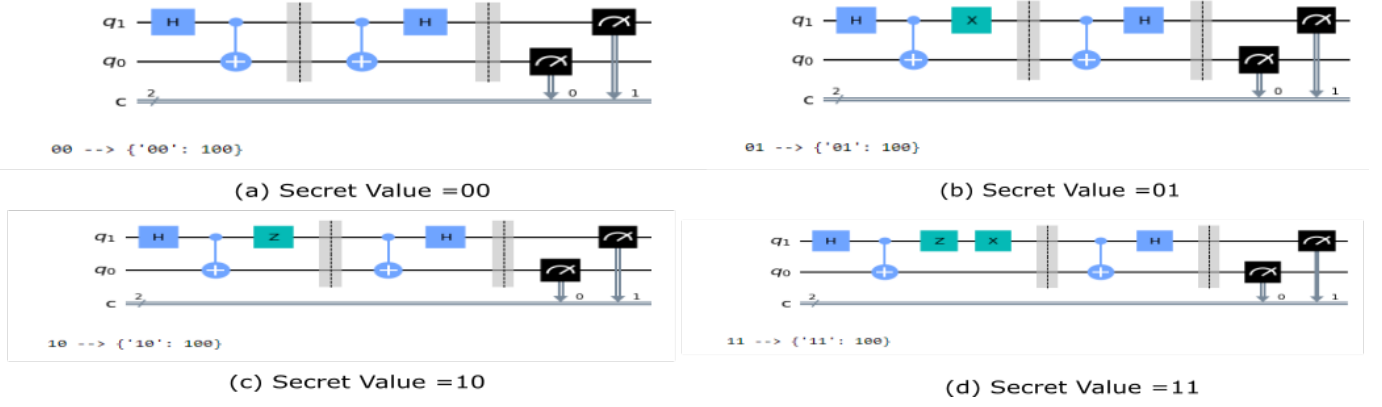 q1 H H
q0
c 2 0 1
00 --> {'00': 100}
(a) Secret Value =00
q1 H X H
q0
c 2 0 1
01 --> {'01': 100}
(b) Secret Value =01
q1 H Z H
q0
c 2 0 1
10 --> {'10': 100}
(c) Secret Value =10
q1 H Z X H
q0
c 2 0 1
11 --> {'11': 100}
(d) Secret Value =11